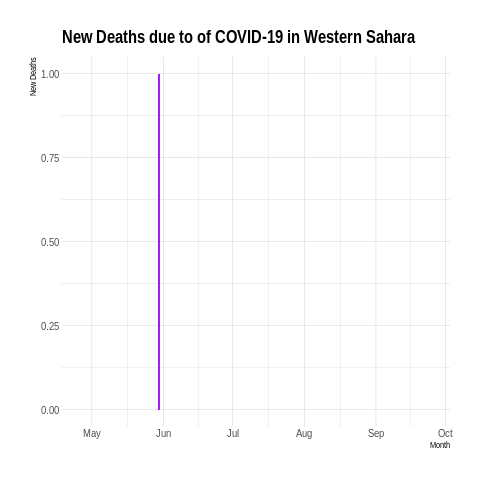 New Deaths due to of COVID-19 in Western Sahara
New Deaths
1.00
0.75
0.50
0.25
0.00
May Jun Jul Aug Sep Oct
Month